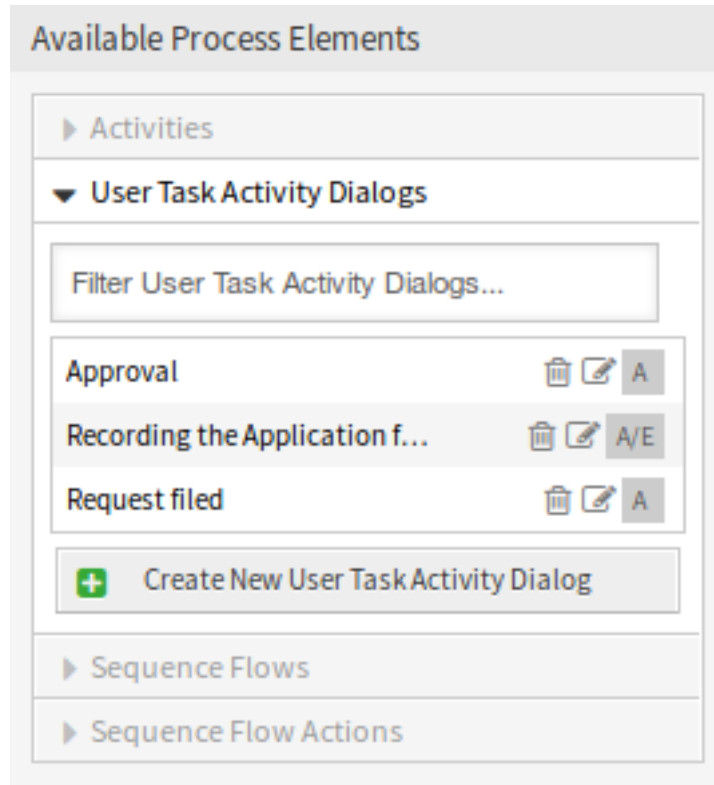 Available Process Elements
Activities
User Task Activity Dialogs
Filter User Task Activity Dialogs...
Approval A
Recording the Application f... A/E
Request filed A
Create New User Task Activity Dialog
Sequence Flows
Sequence Flow Actions